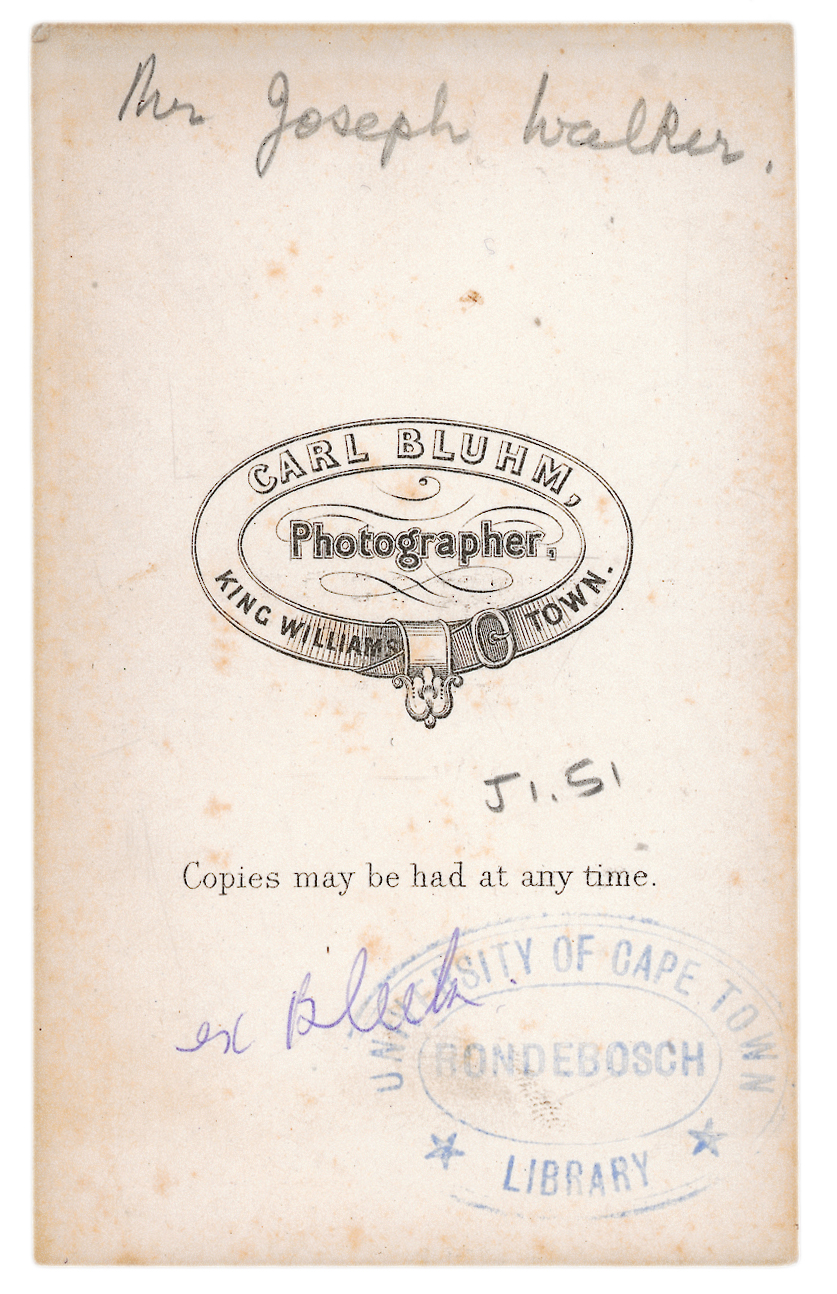 Mr Joseph Walker.
CARL BLUHM,
Photographer,
KING WILLIAMS TOWN.
J1.51
Copies may be had at any time.
ex Bleek.
UNIVERSITY OF CAPE TOWN
RONDEBOSCH
LIBRARY